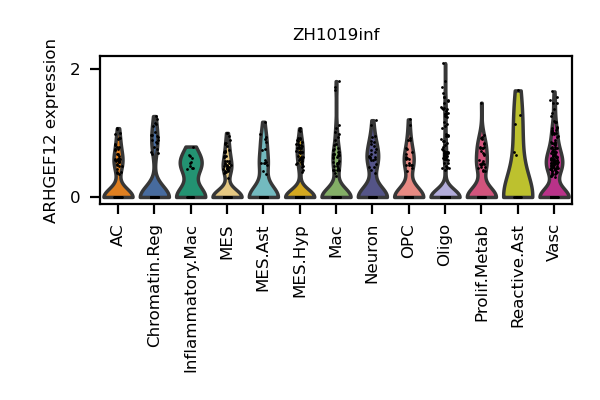 ZH1019inf
ARHGEF12 expression
2
0
AC
Chromatin.Reg
Inflammatory.Mac
MES
MES.Ast
MES.Hyp
Mac
Neuron
OPC
Oligo
Prolif.Metab
Reactive.Ast
Vasc